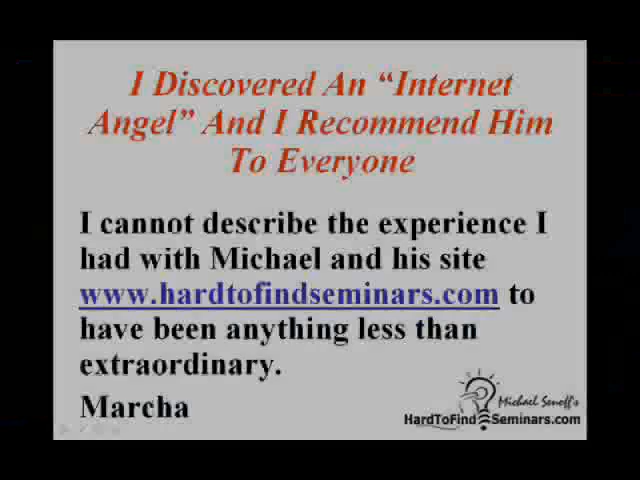 I Discovered An “Internet
Angel” And I Recommend Him
To Everyone
I cannot describe the experience I
had with Michael and his site
www.hardtofindseminars.com to
have been anything less than
extraordinary.
Marcha
Michael Senoff's
HardToFindSeminars.com